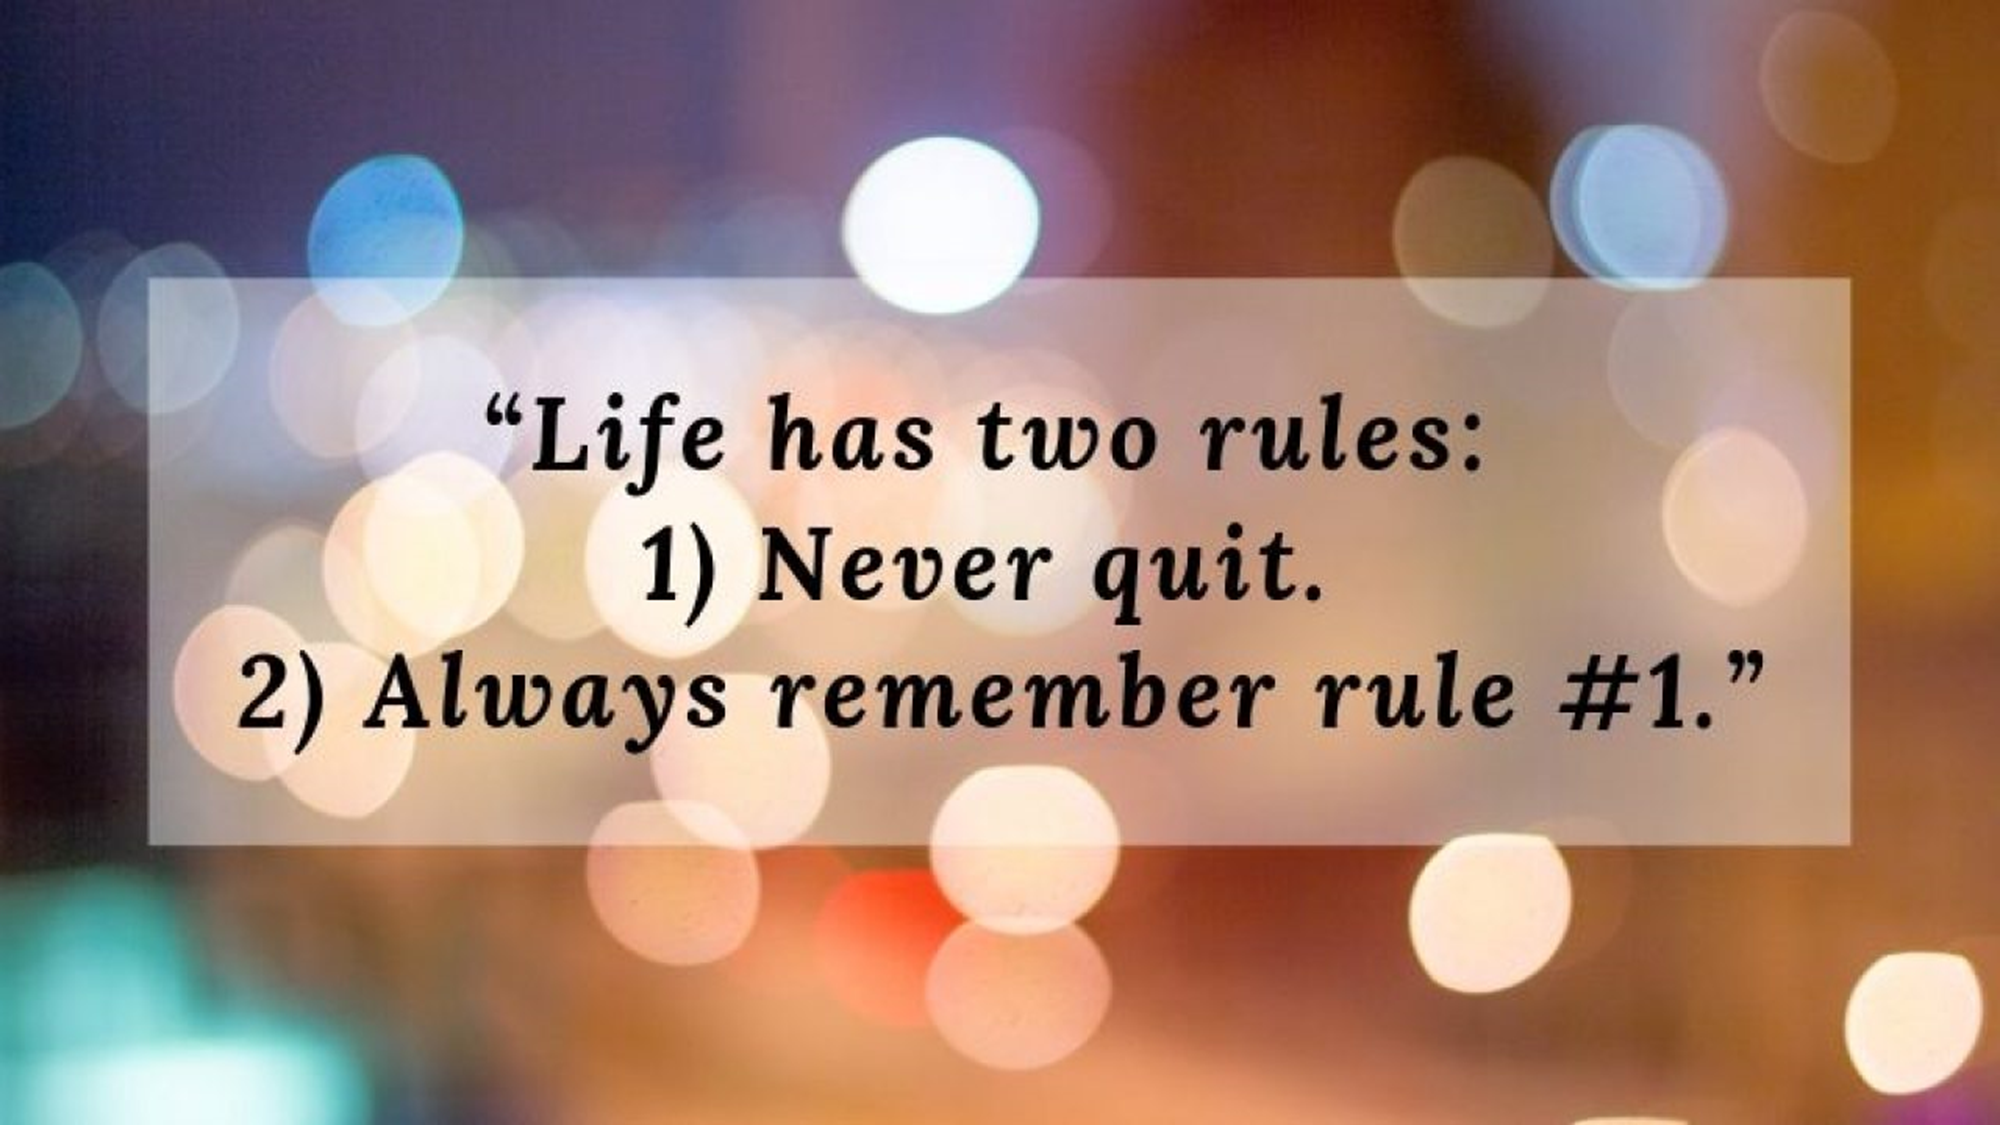 “Life has two rules:
1) Never quit.
2) Always remember rule #1.”